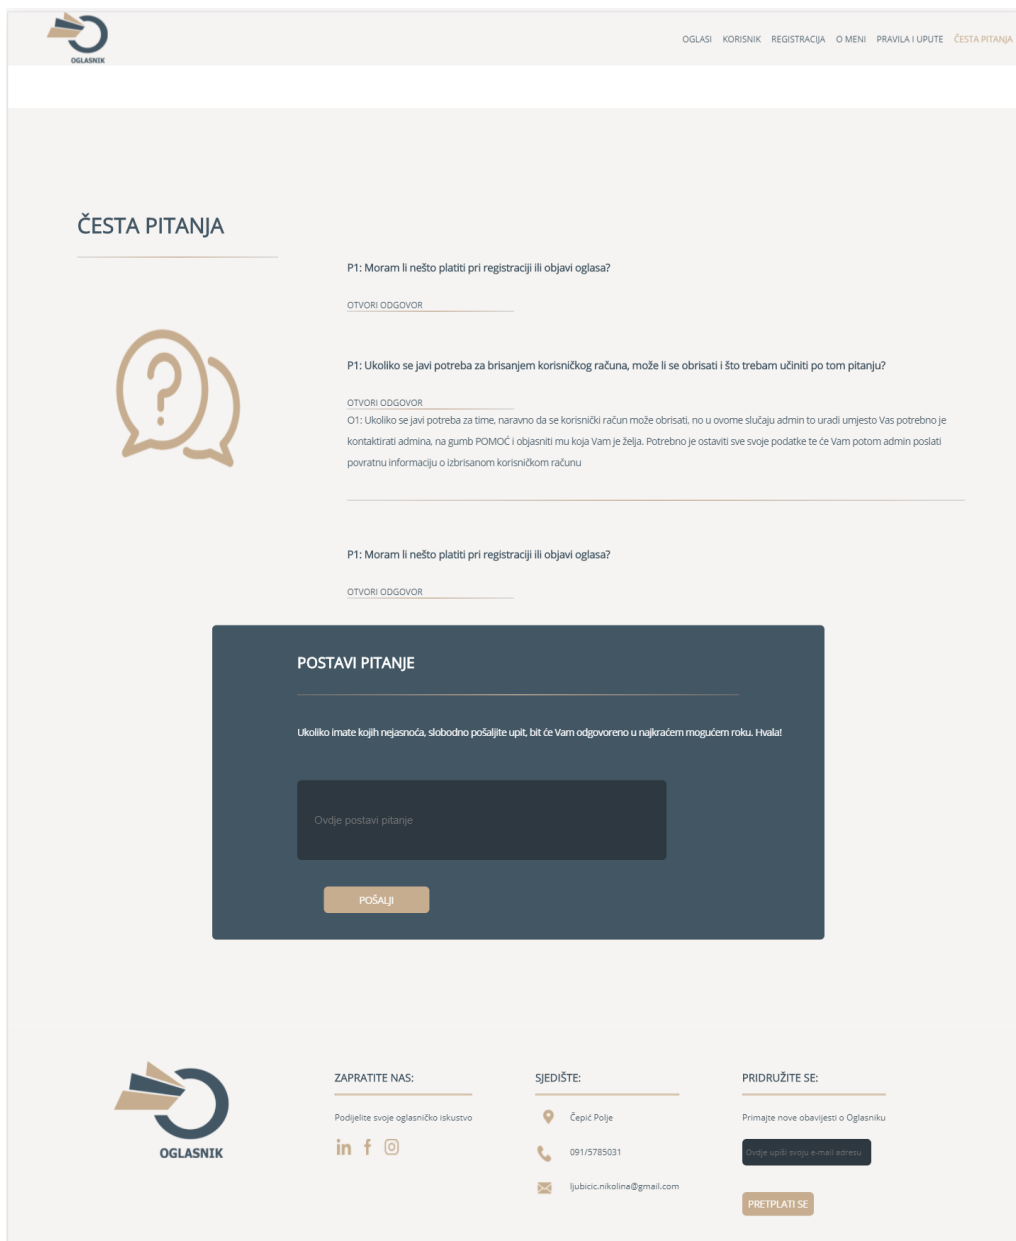 OGLASNIK
OGLASI KORISNIK REGISTRACIJA O MENI PRAVILA I UPUTE ČESTA PITANJA
ČESTA PITANJA
P1: Moram li nešto platiti pri registraciji ili objavi oglasa?
OTVORI ODGOVOR
P1: Ukoliko se javi potreba za brisanjem korisničkog računa, može li se obrisati i što trebam učiniti po tom pitanju?
OTVORI ODGOVOR
O1: Ukoliko se javi potreba za time, naravno da se korisnički račun može obrisati, no u ovome slučaju admin to uradi umjesto Vas potrebno je
kontaktirati admina, na gumb POMOĆ i objasniti mu koja Vam je želja. Potrebno je ostaviti sve svoje podatke te će Vam potom admin poslati
povratnu informaciju o izbrisanom korisničkom računu
P1: Moram li nešto platiti pri registraciji ili objavi oglasa?
OTVORI ODGOVOR
POSTAVI PITANJE
Ukoliko imate kojih nejasnoća, slobodno pošaljite upit, bit će Vam odgovoreno u najkraćem mogućem roku. Hvala!
Ovdje postavi pitanje
POŠALJI
OGLASNIK
ZAPRATITE NAS:
Podijelite svoje oglasničko iskustvo
SJEDIŠTE:
Čepić Polje
091/5785031
ljubicic.nikolina@gmail.com
PRIDRUŽITE SE:
Primajte nove obavijesti o Oglasniku
Ovdje upiši svoju e-mail adresu
PRETPLATI SE